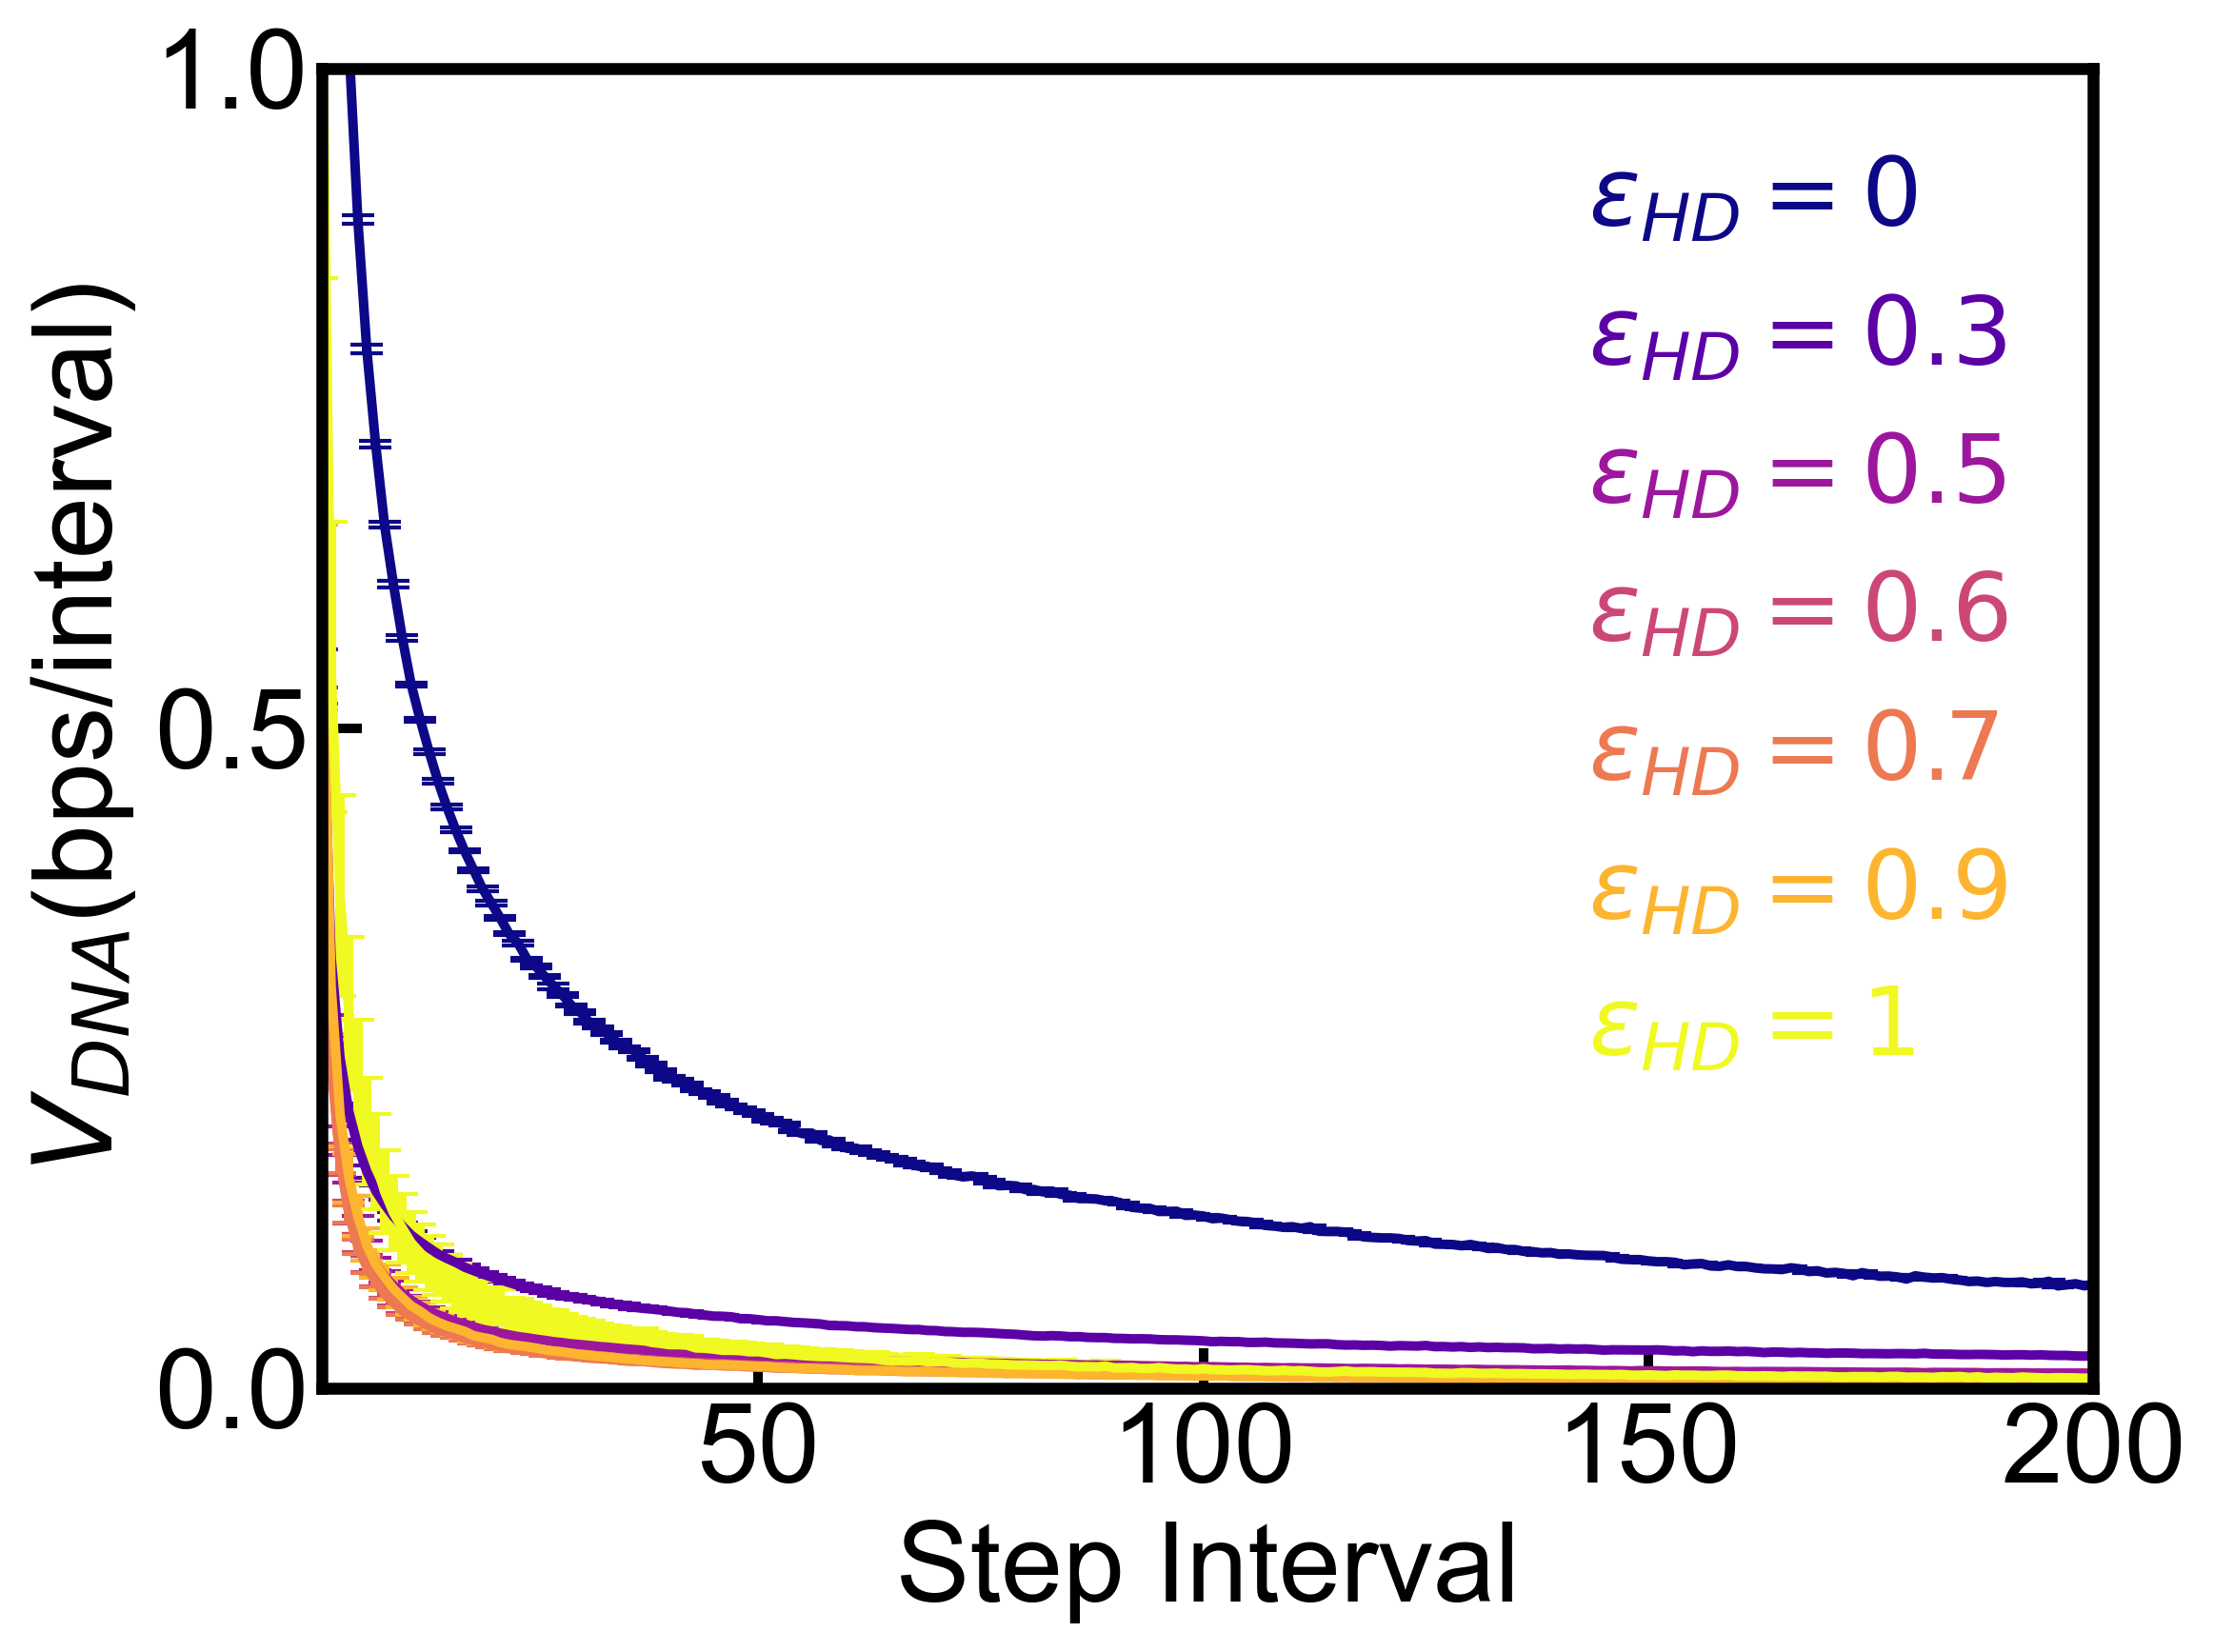 1.0
0.5
0.0
V_DNA(bps/interval)
ε_HD = 0
ε_HD = 0.3
ε_HD = 0.5
ε_HD = 0.6
ε_HD = 0.7
ε_HD = 0.9
ε_HD = 1
50 100 150 200
Step Interval